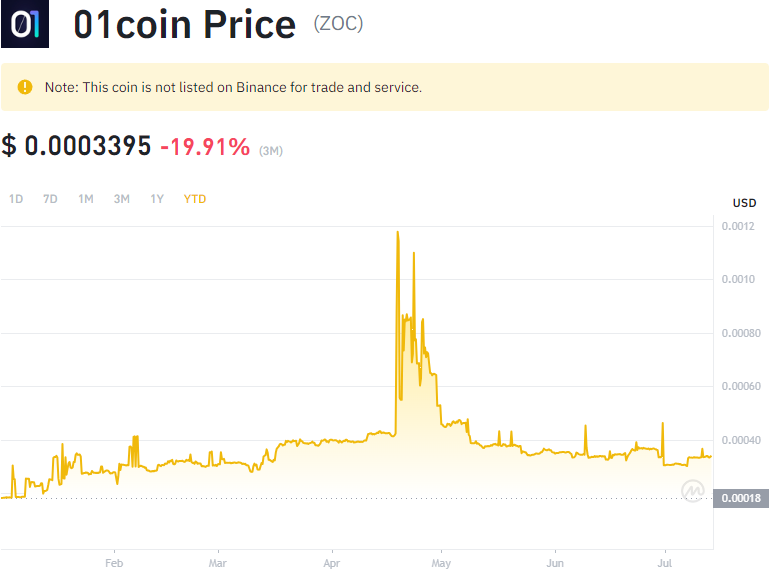 01
01coin Price (ZOC)
Note: This coin is not listed on Binance for trade and service.
$ 0.0003395 -19.91% (3M)
1D 7D 1M 3M 1Y YTD
USD
0.0012
0.0010
0.00080
0.00060
0.00040
0.00018
Feb Mar Apr May Jun Jul